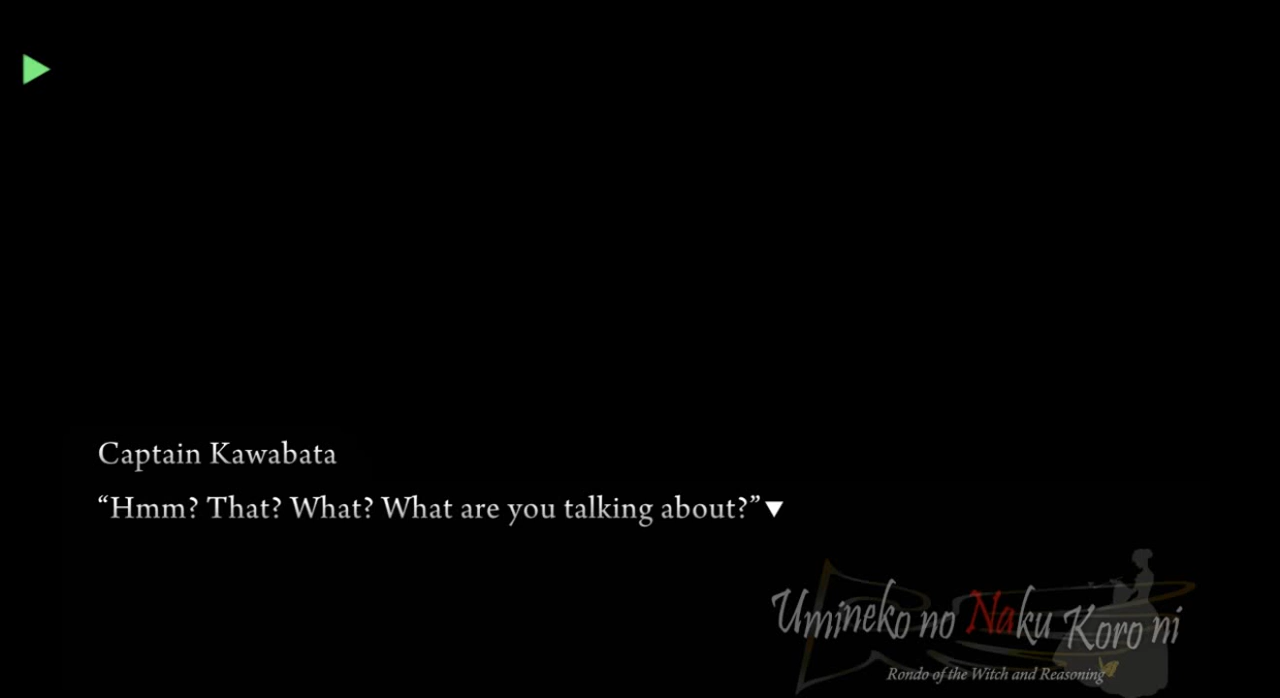 Captain Kawabata
“Hmm? That? What? What are you talking about?”
Umineko no Naku Koro ni
Rondo of the Witch and Reasoning